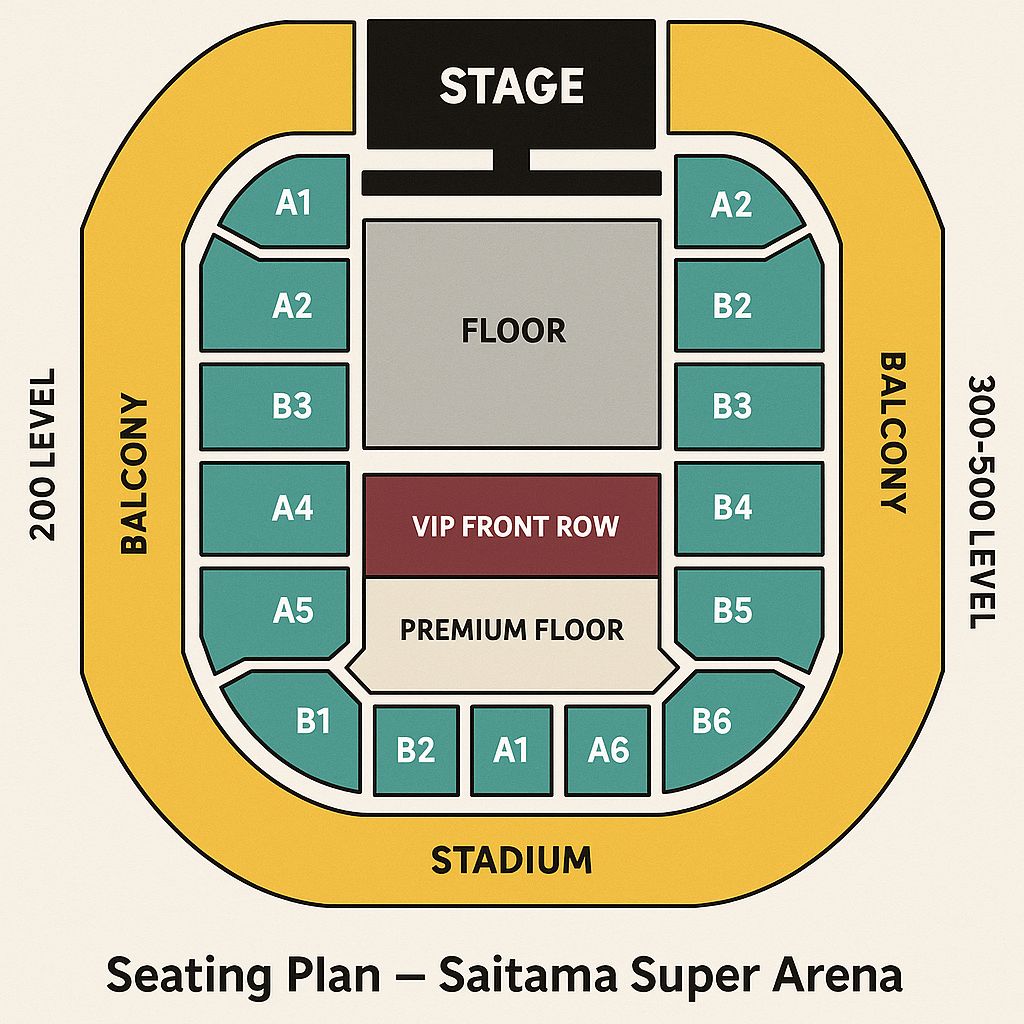 STAGE
A1
A2
FLOOR
A2
B2
B3
B3
200 LEVEL
BALCONY
BALCONY
300-500 LEVEL
A4
VIP FRONT ROW
B4
A5
PREMIUM FLOOR
B5
B1
B2
A1
A6
B6
STADIUM
Seating Plan – Saitama Super Arena